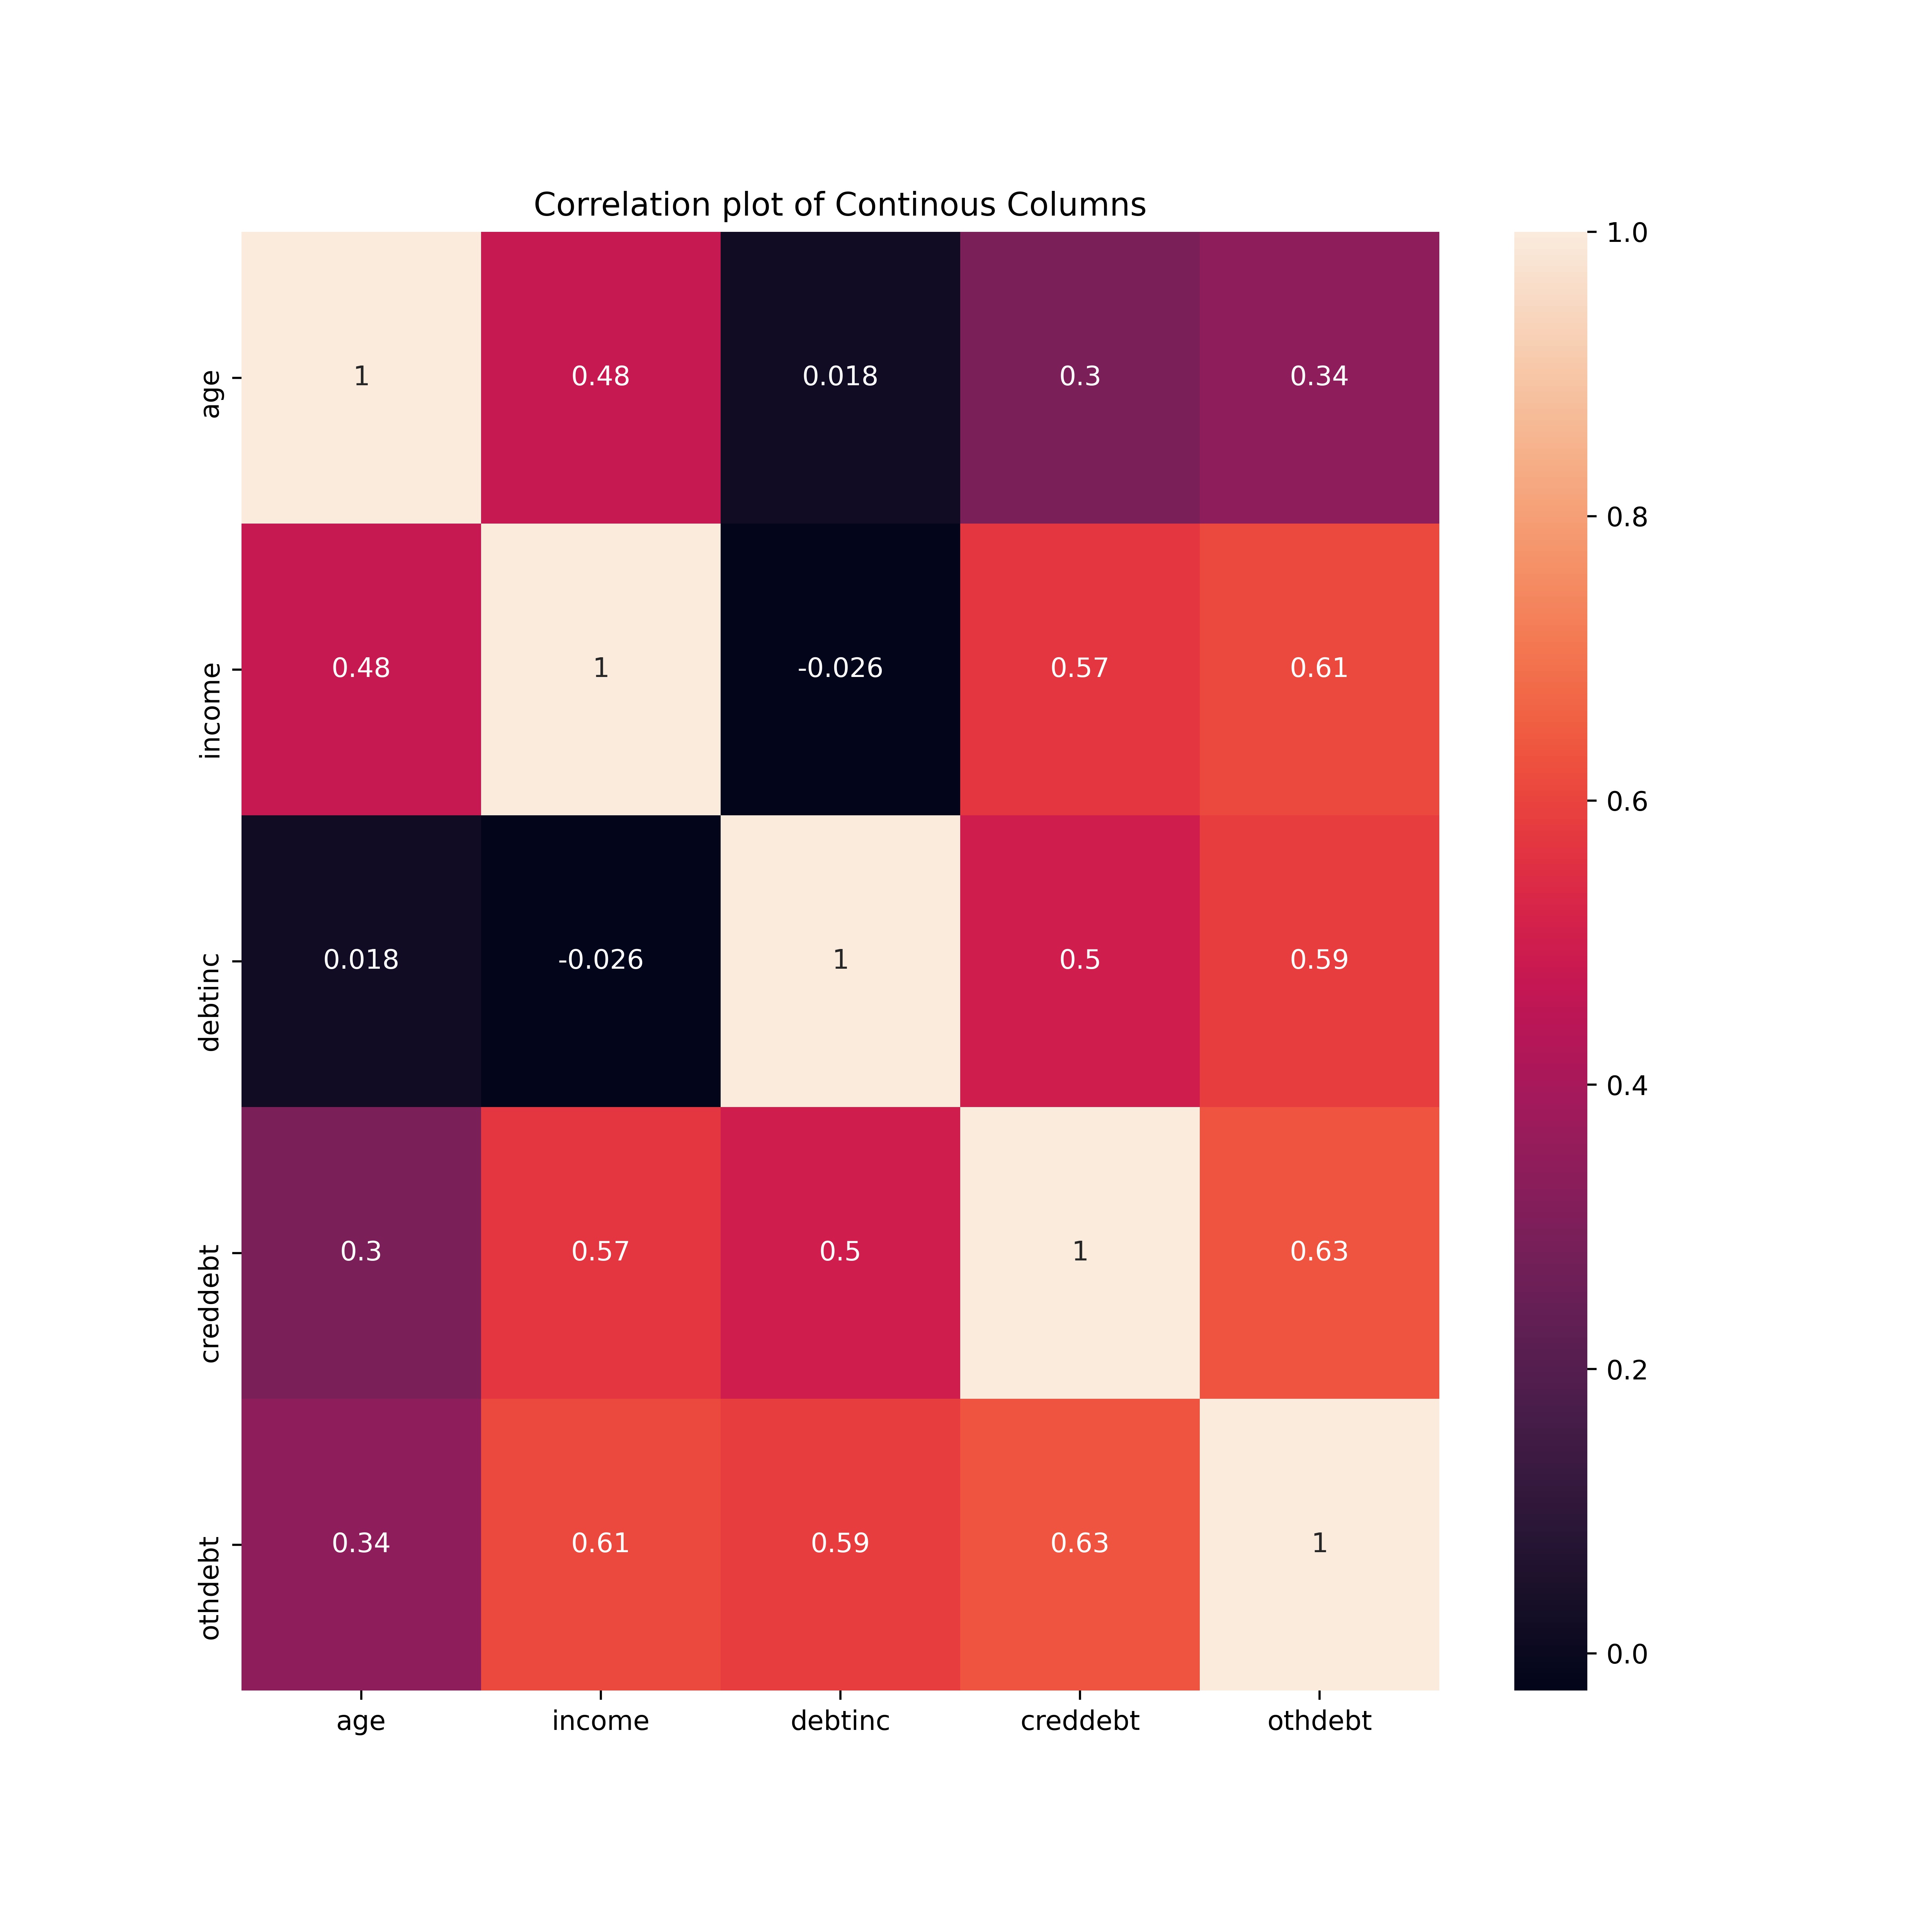 Correlation plot of Continous Columns
age 1 0.48 0.018 0.3 0.34
income 0.48 1 -0.026 0.57 0.61
debtinc 0.018 -0.026 1 0.5 0.59
creddebt 0.3 0.57 0.5 1 0.63
othdebt 0.34 0.61 0.59 0.63 1
age income debtinc creddebt othdebt
1.0
0.8
0.6
0.4
0.2
0.0